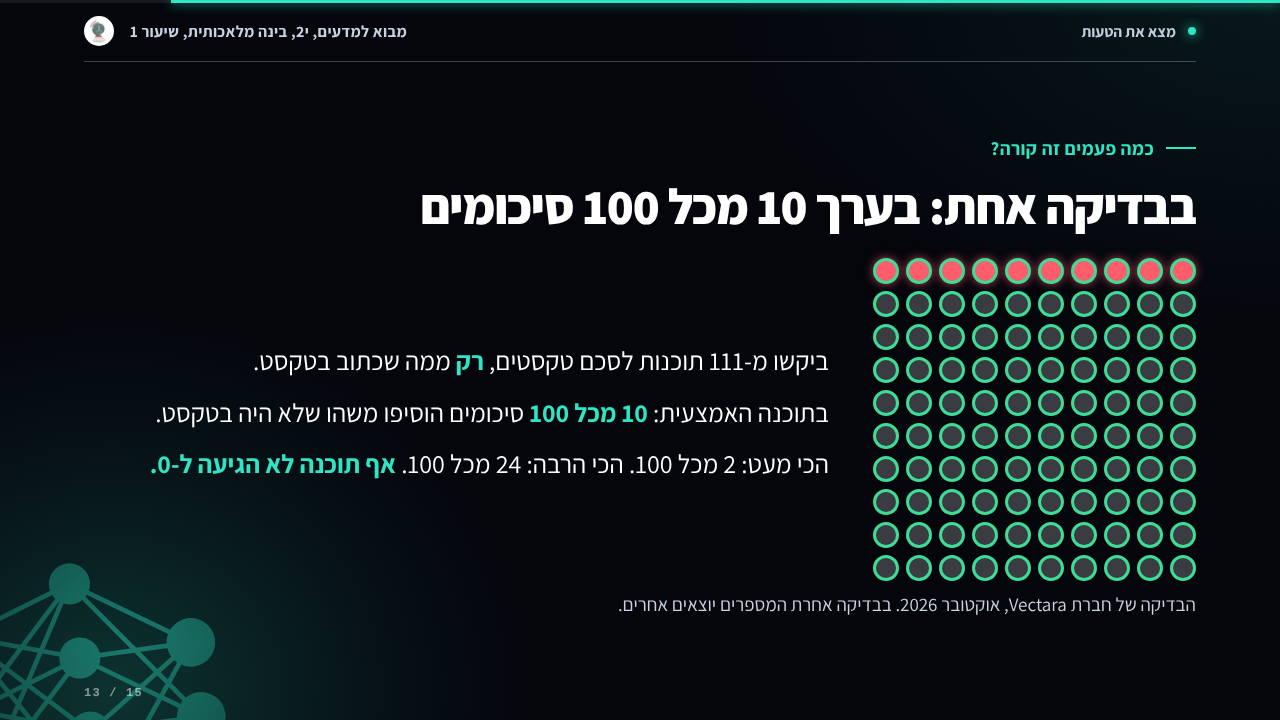 מצא את הטעות
מבוא למדעים, י2, בינה מלאכותית, שיעור 1
כמה פעמים זה קורה?
בבדיקה אחת: בערך 10 מכל 100 סיכומים
ביקשו מ-111 תוכנות לסכם טקסטים, רק ממה שכתוב בטקסט.
בתוכנה האמצעית: 10 מכל 100 סיכומים הוסיפו משהו שלא היה בטקסט.
הכי מעט: 2 מכל 100. הכי הרבה: 24 מכל 100. אף תוכנה לא הגיעה ל-0.
הבדיקה של חברת Vectara, אוקטובר 2026. בבדיקה אחרת המספרים יוצאים אחרים.
13 / 15